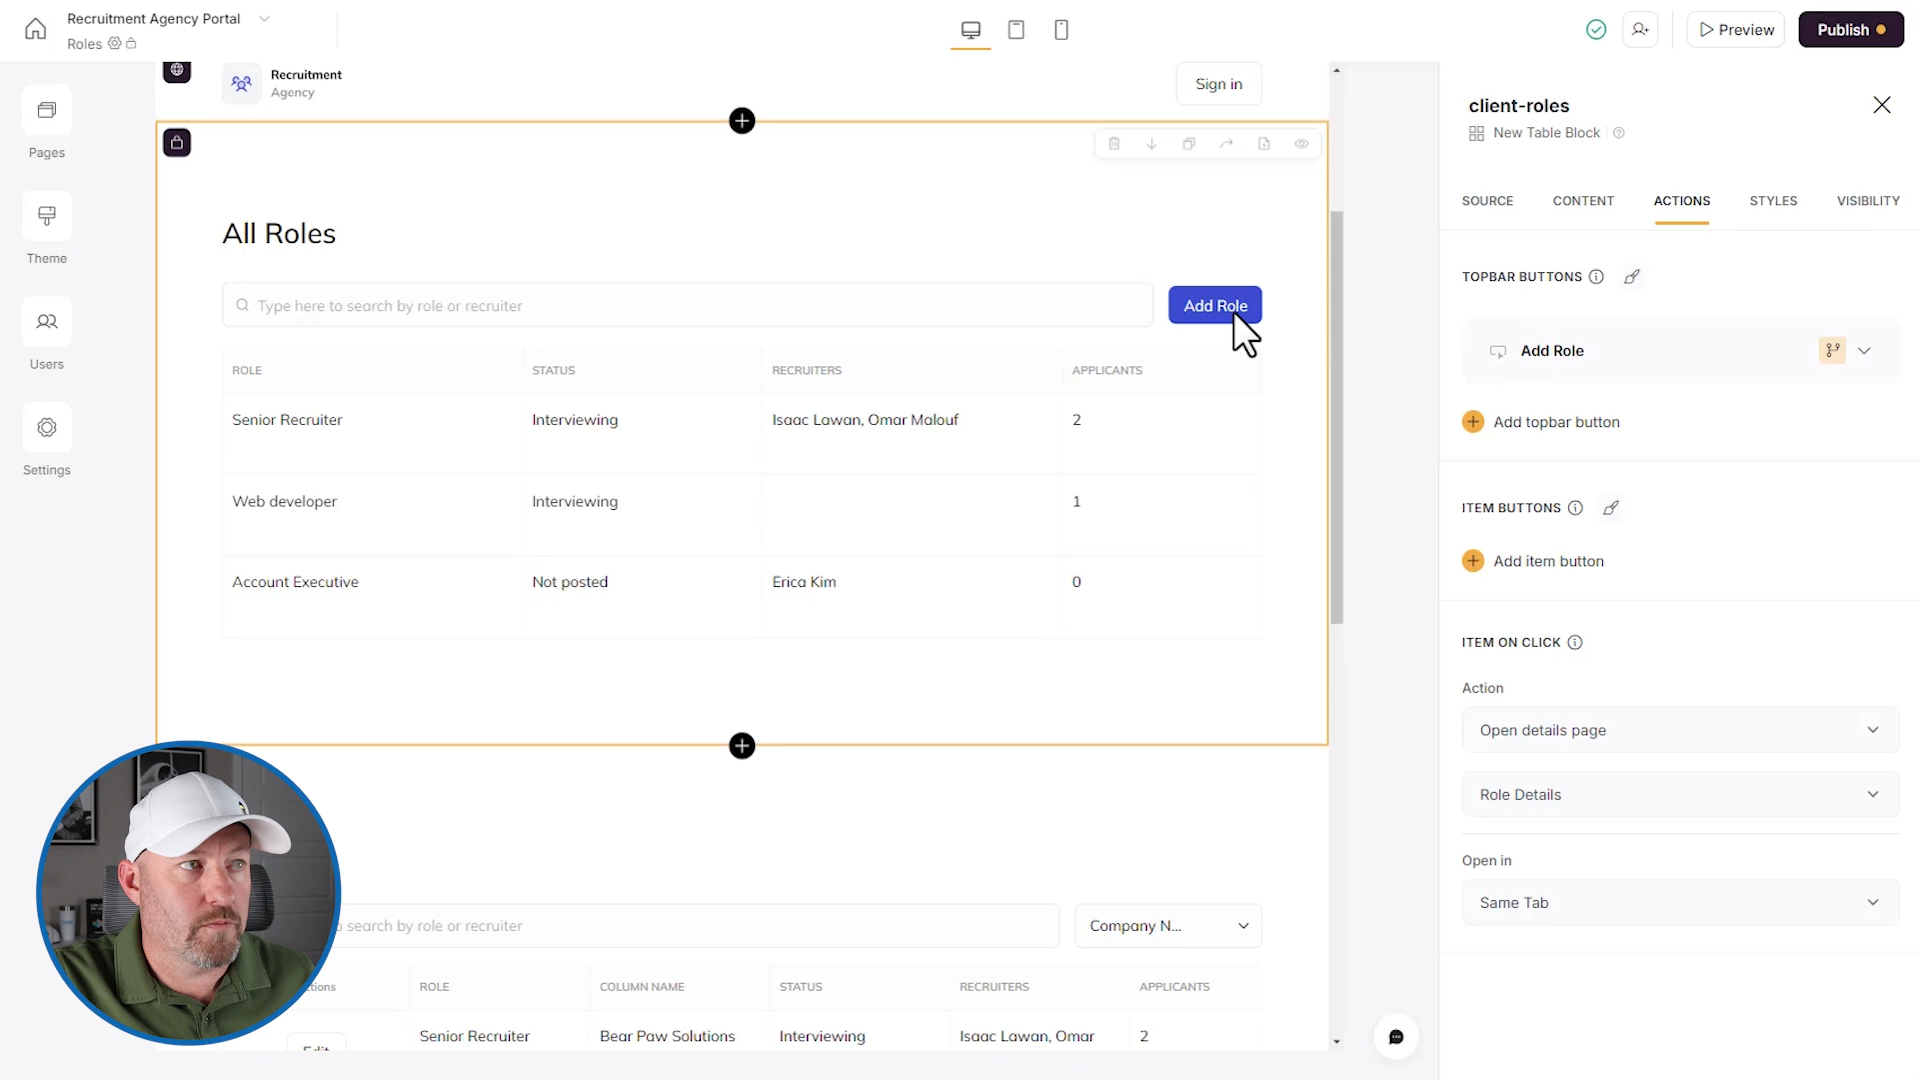 Recruitment Agency Portal
Roles
Preview
Publish
Pages
Theme
Users
Settings
Recruitment
Agency
Sign in
All Roles
Type here to search by role or recruiter
Add Role
ROLE STATUS RECRUITERS APPLICANTS
Senior Recruiter Interviewing Isaac Lawan, Omar Malouf 2
Web developer Interviewing 1
Account Executive Not posted Erica Kim 0
search by role or recruiter
Company N...
ROLE COLUMN NAME STATUS RECRUITERS APPLICANTS
Senior Recruiter Bear Paw Solutions Interviewing Isaac Lawan, Omar 2
Edit
client-roles
New Table Block
SOURCE CONTENT ACTIONS STYLES VISIBILITY
TOPBAR BUTTONS
Add Role
Add topbar button
ITEM BUTTONS
Add item button
ITEM ON CLICK
Action
Open details page
Role Details
Open in
Same Tab